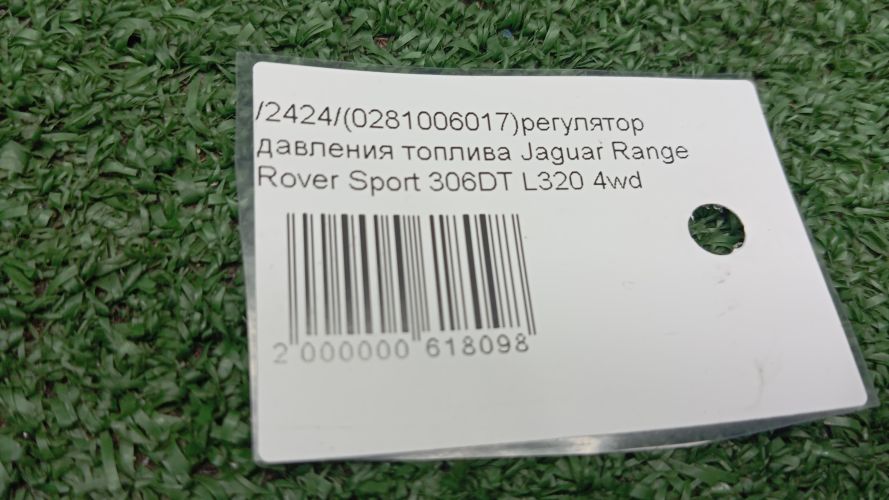 /2424/(0281006017)регулятор
давления топлива Jaguar Range
Rover Sport 306DT L320 4wd
2 000000 618098